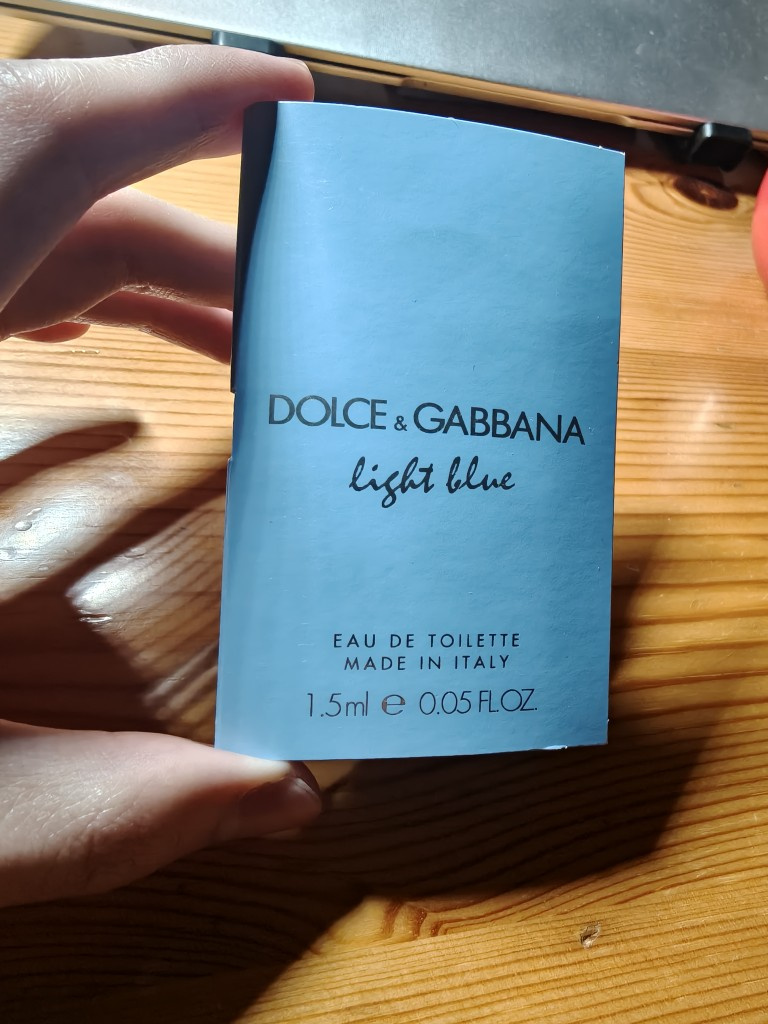 DOLCE & GABBANA
light blue
EAU DE TOILETTE
MADE IN ITALY
1.5ml ℮ 0.05 FL.OZ.